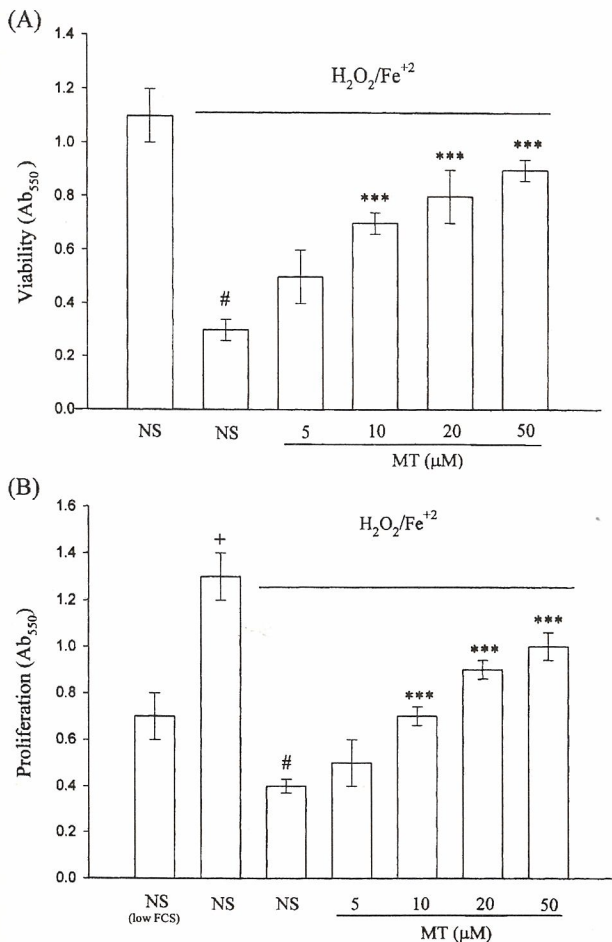 (A)
H₂O₂/Fe⁺²
Viability (Ab₅₅₀)
1.4
1.2
1.0
0.8
0.6
0.4
0.2
0.0
#
***
***
***
NS
NS
5
10
20
50
MT (μM)
(B)
H₂O₂/Fe⁺²
Proliferation (Ab₅₅₀)
1.6
1.4
1.2
1.0
0.8
0.6
0.4
0.2
0.0
+
#
***
***
***
NS
(low FCS)
NS
NS
5
10
20
50
MT (μM)